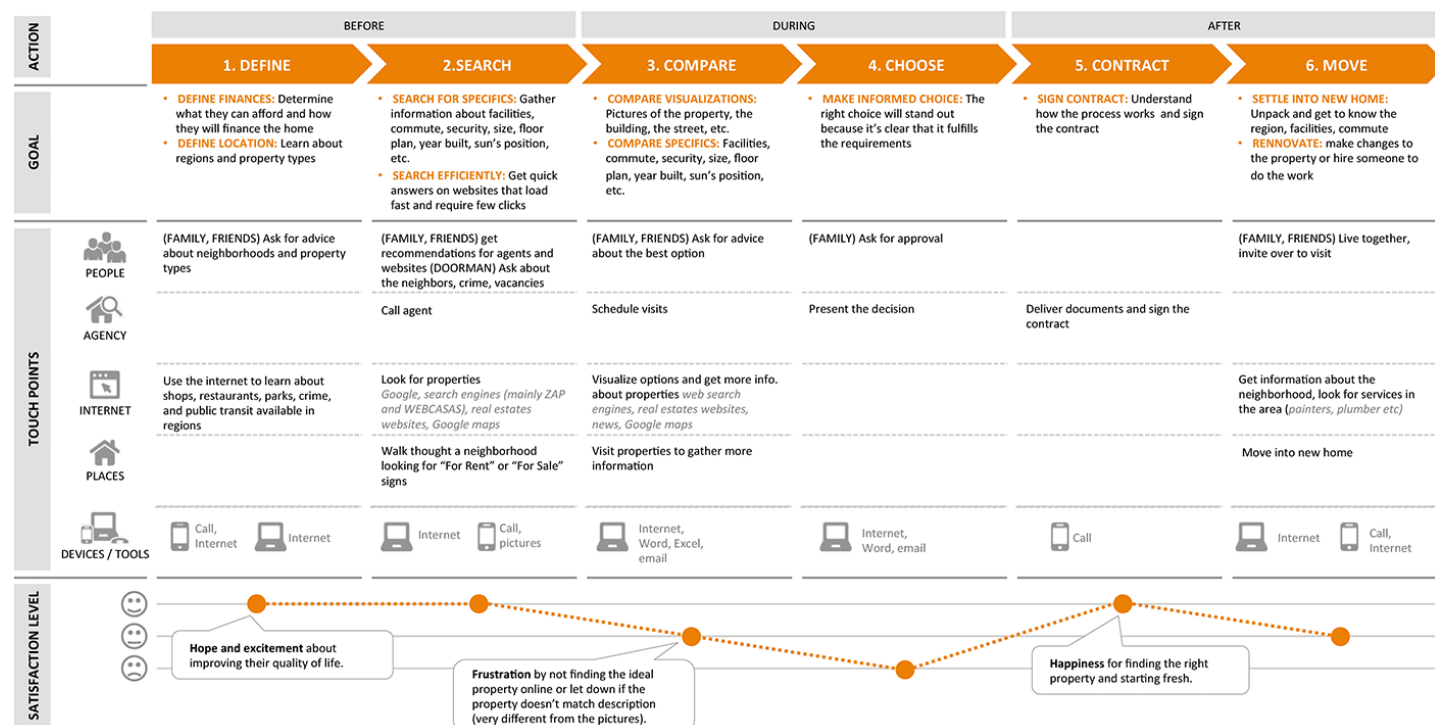 ACTION
BEFORE
DURING
AFTER
1. DEFINE
2.SEARCH
3. COMPARE
4. CHOOSE
5. CONTRACT
6. MOVE
GOAL
• DEFINE FINANCES: Determine
what they can afford and how
they will finance the home
• DEFINE LOCATION: Learn about
regions and property types
• SEARCH FOR SPECIFICS: Gather
information about facilities,
commute, security, size, floor
plan, year built, sun's position,
etc.
• SEARCH EFFICIENTLY: Get quick
answers on websites that load
fast and require few clicks
• COMPARE VISUALIZATIONS:
Pictures of the property, the
building, the street, etc.
• COMPARE SPECIFICS: Facilities,
commute, security, size, floor
plan, year built, sun's position,
etc.
• MAKE INFORMED CHOICE: The
right choice will stand out
because it's clear that it fulfills
the requirements
• SIGN CONTRACT: Understand
how the process works and sign
the contract
• SETTLE INTO NEW HOME:
Unpack and get to know the
region, facilities, commute
• RENNOVATE: make changes to
the property or hire someone to
do the work
TOUCH POINTS
PEOPLE
(FAMILY, FRIENDS) Ask for advice
about neighborhoods and property
types
(FAMILY, FRIENDS) get
recommendations for agents and
websites (DOORMAN) Ask about
the neighbors, crime, vacancies
(FAMILY, FRIENDS) Ask for advice
about the best option
(FAMILY) Ask for approval
(FAMILY, FRIENDS) Live together,
invite over to visit
AGENCY
Call agent
Schedule visits
Present the decision
Deliver documents and sign the
contract
INTERNET
Use the internet to learn about
shops, restaurants, parks, crime,
and public transit available in
regions
Look for properties
Google, search engines (mainly ZAP
and WEBCASAS), real estates
websites, Google maps
Visualize options and get more info.
about properties web search
engines, real estates websites,
news, Google maps
Get information about the
neighborhood, look for services in
the area (painters, plumber etc)
PLACES
Walk thought a neighborhood
looking for "For Rent" or "For Sale"
signs
Visit properties to gather more
information
Move into new home
DEVICES / TOOLS
Call,
Internet
Internet
Internet
Call,
pictures
Internet,
Word, Excel,
email
Internet,
Word, email
Call
Internet
Call,
Internet
SATISFACTION LEVEL
Hope and excitement about
improving their quality of life.
Frustration by not finding the ideal
property online or let down if the
property doesn't match description
(very different from the pictures).
Happiness for finding the right
property and starting fresh.